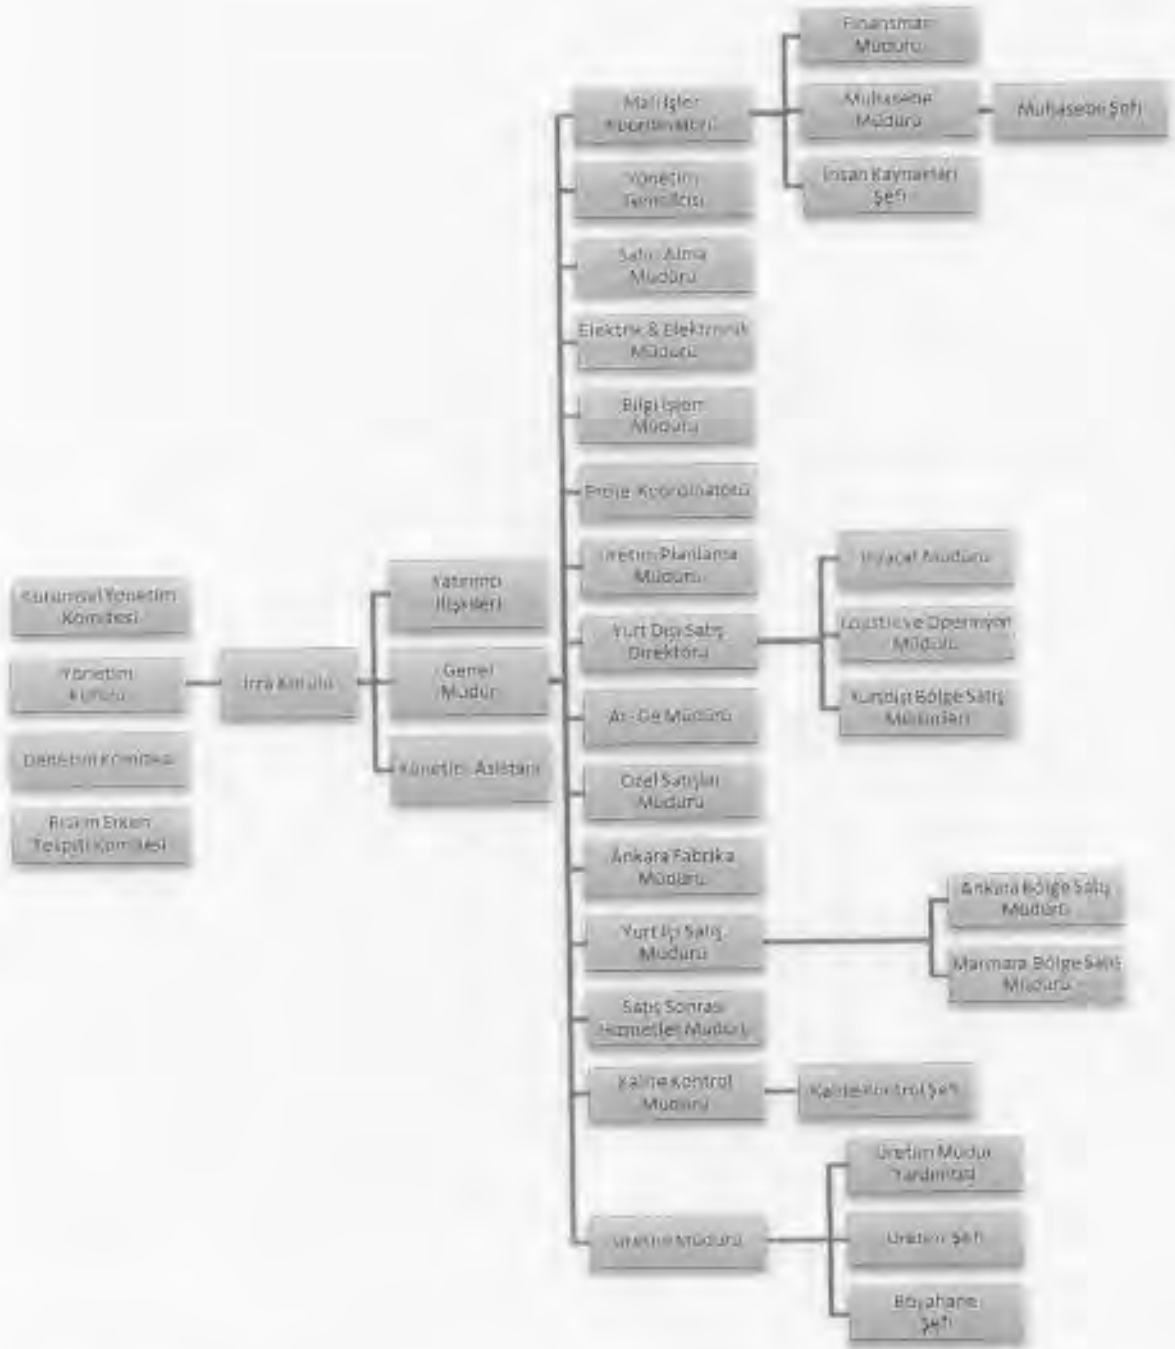 Finansman
Müdürü
Mali İşler
Koordinatörü
Muhasebe
Müdürü
Muhasebe Şefi
İnsan Kaynakları
Şefi
Yönetim
Temsilcisi
Satın Alma
Müdürü
Elektrik & Elektronik
Müdürü
Bilgi İşlem
Müdürü
Proje Koordinatörü
Üretim Planlama
Müdürü
Yurt Dışı Satış
Direktörü
İhracat Müdürü
Lojistik ve Operasyon
Müdürü
Yurtdışı Bölge Satış
Müdürleri
Kurumsal Yönetim
Komitesi
Yönetim
Kurulu
Denetim Komitesi
Riskin Erken
Tespiti Komitesi
İcra Kurulu
Yatırımcı
İlişkileri
Genel
Müdür
Yönetici Asistanı
Ar-Ge Müdürü
Özel Satışlar
Müdürü
Ankara Fabrika
Müdürü
Yurt İçi Satış
Müdürü
Ankara Bölge Satış
Müdürü
Marmara Bölge Satış
Müdürü
Satış Sonrası
Hizmetler Müdürü
Kalite Kontrol
Müdürü
Kalite Kontrol Şefi
Üretim Müdürü
Üretim Müdür
Yardımcısı
Üretim Şefi
Boyahane
Şefi